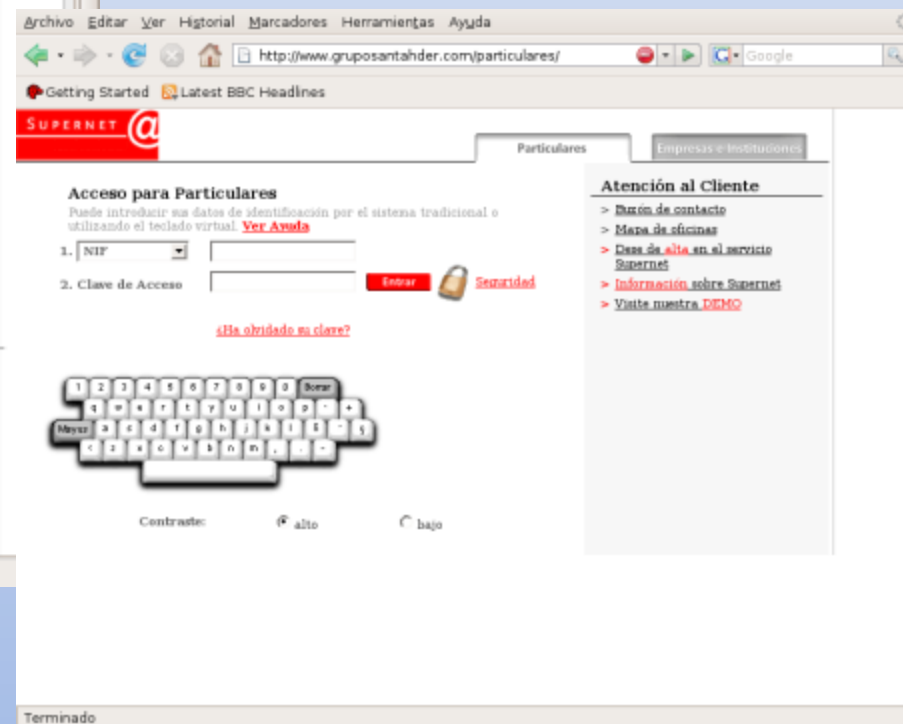 Archivo Editar Ver Historial Marcadores Herramientas Ayuda
http://www.gruposantahder.com/particulares/
Google
Getting Started Latest BBC Headlines
SUPERNET @
Particulares Empresas e Instituciones
Acceso para Particulares
Puede introducir sus datos de identificación por el sistema tradicional o
utilizando el teclado virtual. Ver Ayuda
1. NIF
2. Clave de Acceso Entrar Seguridad
¿Ha olvidado su clave?
Atención al Cliente
> Buzón de contacto
> Mapa de oficinas
> Dese de alta en el servicio
Supernet
> Información sobre Supernet
> Visite nuestra DEMO
1 2 3 4 5 6 7 8 9 0 Borrar
q w e r t y u i o p
Mayus a s d f g h j k l
< z x c v b n m , . -
Contraste: alto bajo
Terminado